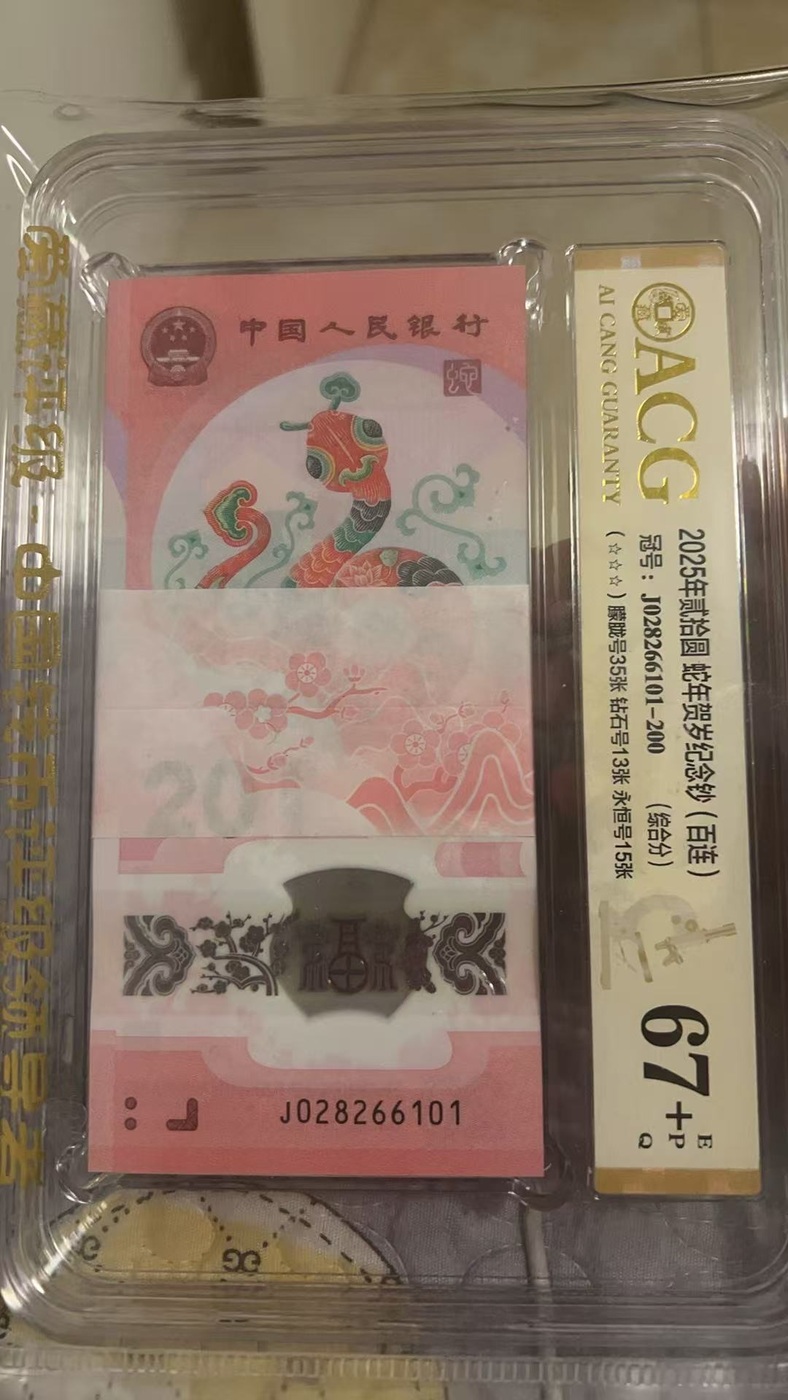 中国人民银行
J028266101
ACG
AI CANG GUARANTY
2025年贰拾圆 蛇年贺岁纪念钞（百连）
冠号：J028266101-200 （综合分）
（☆☆☆）朦胧号35张 钻石号13张 永恒号15张
67+
E
P
Q
爱藏评级-中国钱币评级领导者